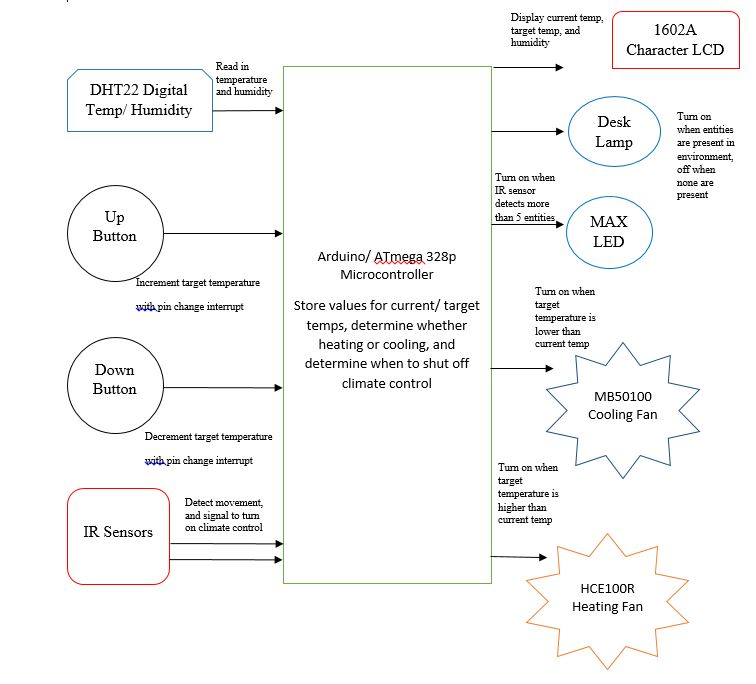 Display current temp,
target temp, and
humidity
1602A
Character LCD
Read in
temperature
and humidity
DHT22 Digital
Temp/ Humidity
Desk
Lamp
Turn on
when entities
are present in
environment,
off when
none are
present
Turn on when
IR sensor
detects more
than 5 entities
MAX
LED
Up
Button
Increment target temperature
with pin change interrupt
Arduino/ ATmega 328p
Microcontroller
Store values for current/ target
temps, determine whether
heating or cooling, and
determine when to shut off
climate control
Turn on when
target
temperature is
lower than
current temp
MB50100
Cooling Fan
Down
Button
Decrement target temperature
with pin change interrupt
Turn on when
target
temperature is
higher than
current temp
IR Sensors
Detect movement,
and signal to turn
on climate control
HCE100R
Heating Fan